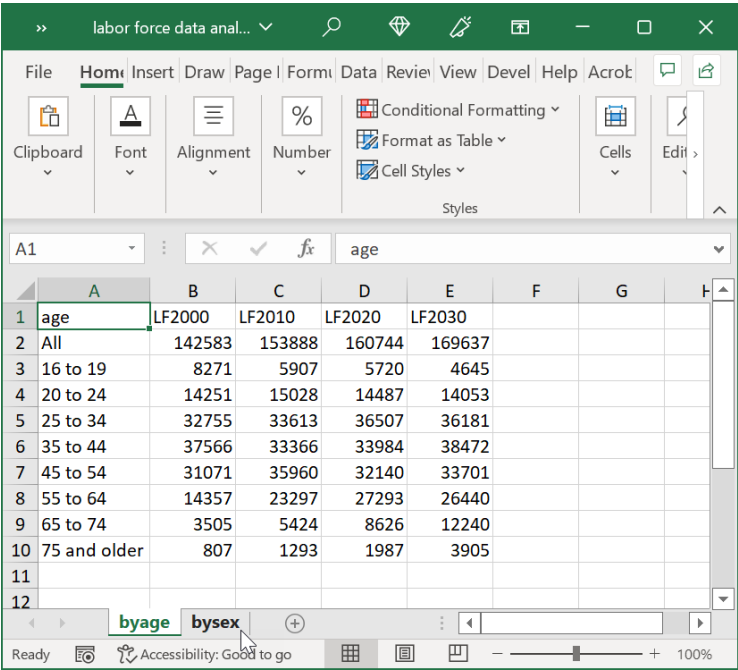 » labor force data anal...
File Home Insert Draw Page l Formu Data Review View Devel Help Acrob
Clipboard Font Alignment % Number Conditional Formatting Format as Table Cell Styles Cells Edit
Styles
A1 fx age
A B C D E F G H
1 age LF2000 LF2010 LF2020 LF2030
2 All 142583 153888 160744 169637
3 16 to 19 8271 5907 5720 4645
4 20 to 24 14251 15028 14487 14053
5 25 to 34 32755 33613 36507 36181
6 35 to 44 37566 33366 33984 38472
7 45 to 54 31071 35960 32140 33701
8 55 to 64 14357 23297 27293 26440
9 65 to 74 3505 5424 8626 12240
10 75 and older 807 1293 1987 3905
11
12
byage bysex
Ready Accessibility: Good to go 100%